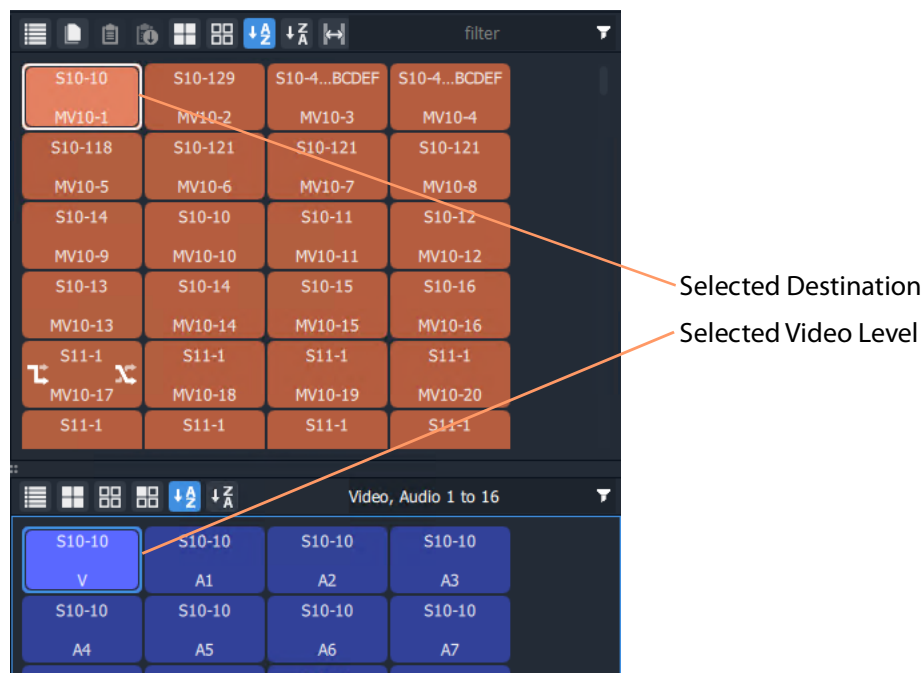 filter
S10-10 S10-129 S10-4...BCDEF S10-4...BCDEF
MV10-1 MV10-2 MV10-3 MV10-4
S10-118 S10-121 S10-121 S10-121
MV10-5 MV10-6 MV10-7 MV10-8
S10-14 S10-10 S10-11 S10-12
MV10-9 MV10-10 MV10-11 MV10-12
S10-13 S10-14 S10-15 S10-16
MV10-13 MV10-14 MV10-15 MV10-16
S11-1 S11-1 S11-1 S11-1
MV10-17 MV10-18 MV10-19 MV10-20
S11-1 S11-1 S11-1 S11-1
Selected Destination
Selected Video Level
Video, Audio 1 to 16
S10-10 S10-10 S10-10 S10-10
V A1 A2 A3
S10-10 S10-10 S10-10 S10-10
A4 A5 A6 A7